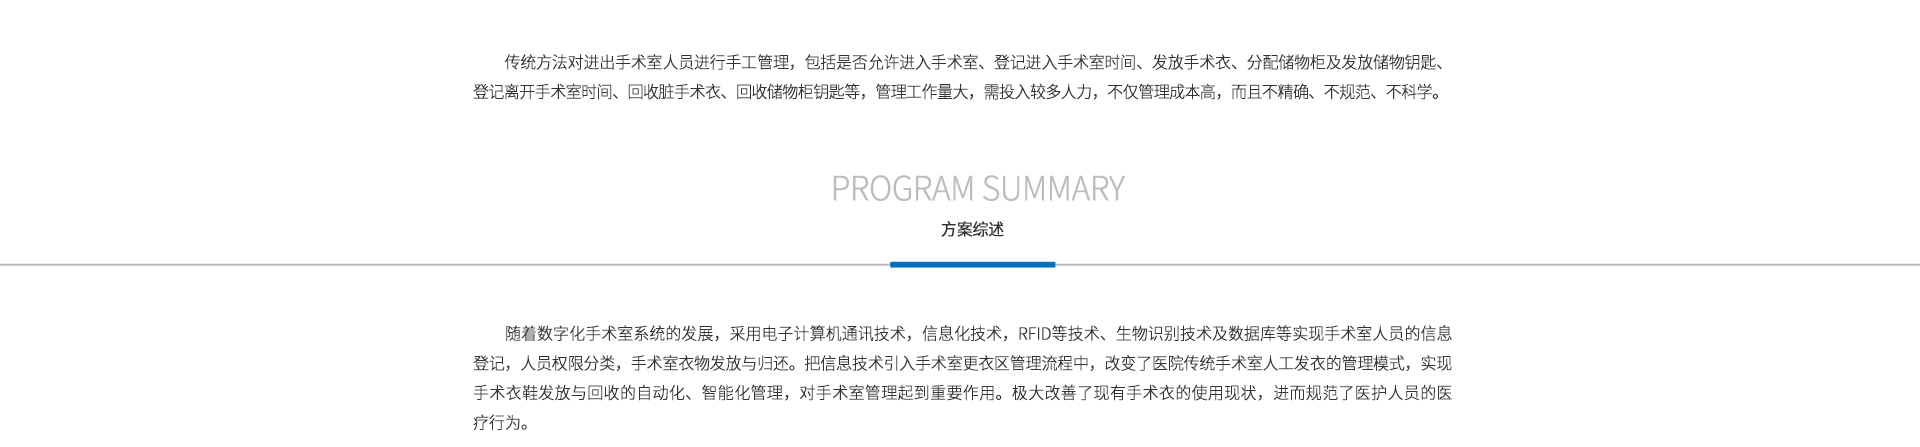 传统方法对进出手术室人员进行手工管理，包括是否允许进入手术室、登记进入手术室时间、发放手术衣、分配储物柜及发放储物钥匙、
登记离开手术室时间、回收脏手术衣、回收储物柜钥匙等，管理工作量大，需投入较多人力，不仅管理成本高，而且不精确、不规范、不科学。
PROGRAM SUMMARY
方案综述
随着数字化手术室系统的发展，采用电子计算机通讯技术，信息化技术，RFID等技术、生物识别技术及数据库等实现手术室人员的信息
登记，人员权限分类，手术室衣物发放与归还。把信息技术引入手术室更衣区管理流程中，改变了医院传统手术室人工发衣的管理模式，实现
手术衣鞋发放与回收的自动化、智能化管理，对手术室管理起到重要作用。极大改善了现有手术衣的使用现状，进而规范了医护人员的医
疗行为。